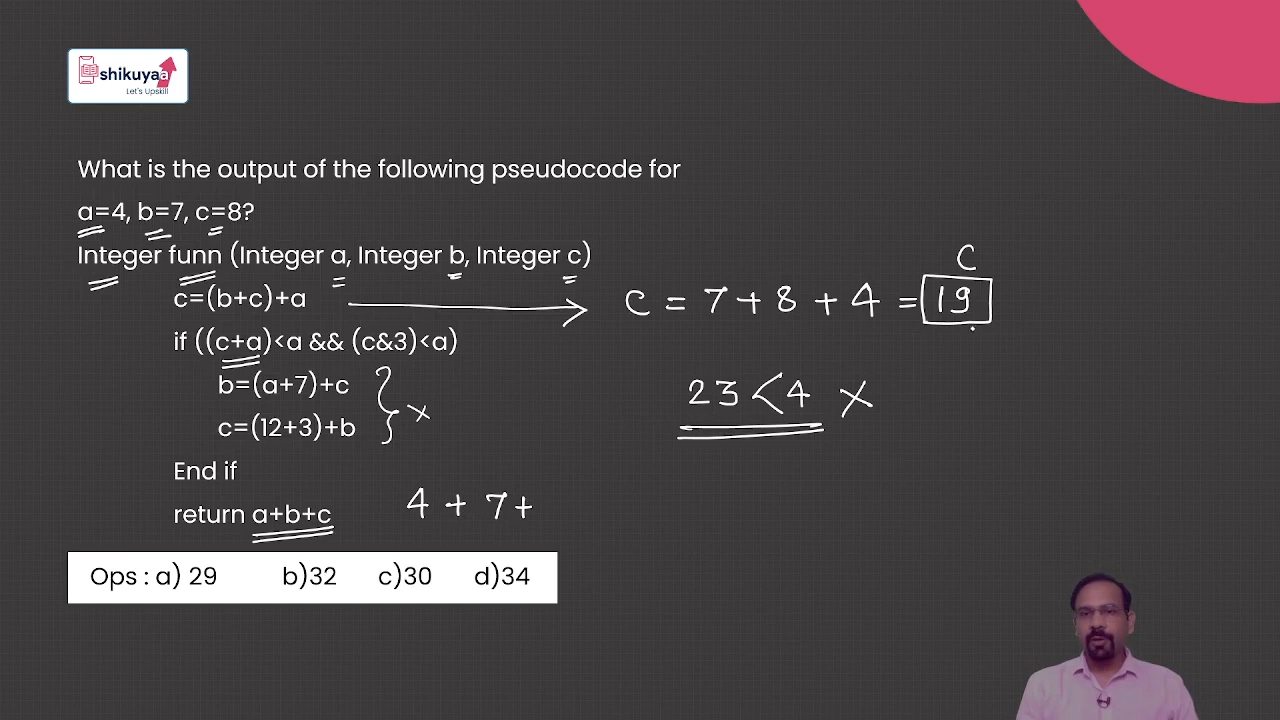 shikuyaa
Let's Upskill
What is the output of the following pseudocode for
a=4, b=7, c=8?
Integer funn (Integer a, Integer b, Integer c)
c=(b+c)+a
c = 7 + 8 + 4 = 19
c
if ((c+a)<a && (c&3)<a)
b=(a+7)+c
23 < 4 X
c=(12+3)+b
x
End if
return a+b+c
4 + 7 +
Ops : a) 29 b)32 c)30 d)34